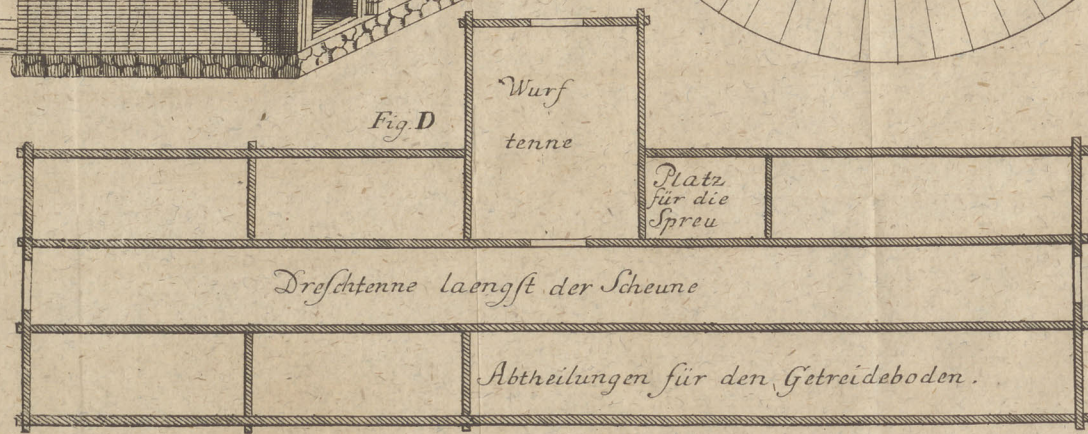 Fig. D
Wurf
tenne
Platz
für die
Spreu
Dreſchtenne laengſt der Scheune
Abtheilungen für den Getreideboden.